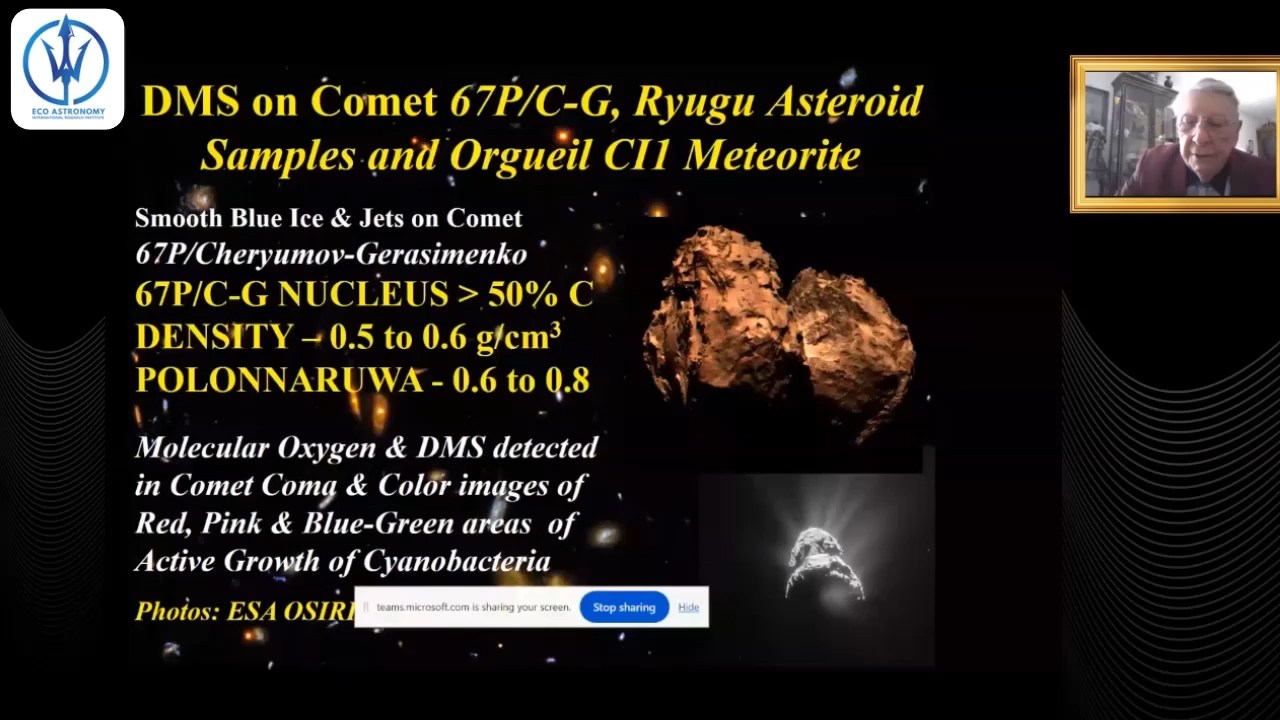 ECO ASTRONOMY
DMS on Comet 67P/C-G, Ryugu Asteroid
Samples and Orgueil CI1 Meteorite
Smooth Blue Ice & Jets on Comet
67P/Cheryumov-Gerasimenko
67P/C-G NUCLEUS > 50% C
DENSITY – 0.5 to 0.6 g/cm³
POLONNARUWA - 0.6 to 0.8
Molecular Oxygen & DMS detected
in Comet Coma & Color images of
Red, Pink & Blue-Green areas of
Active Growth of Cyanobacteria
Photos: ESA
teams.microsoft.com is sharing your screen. Stop sharing Hide